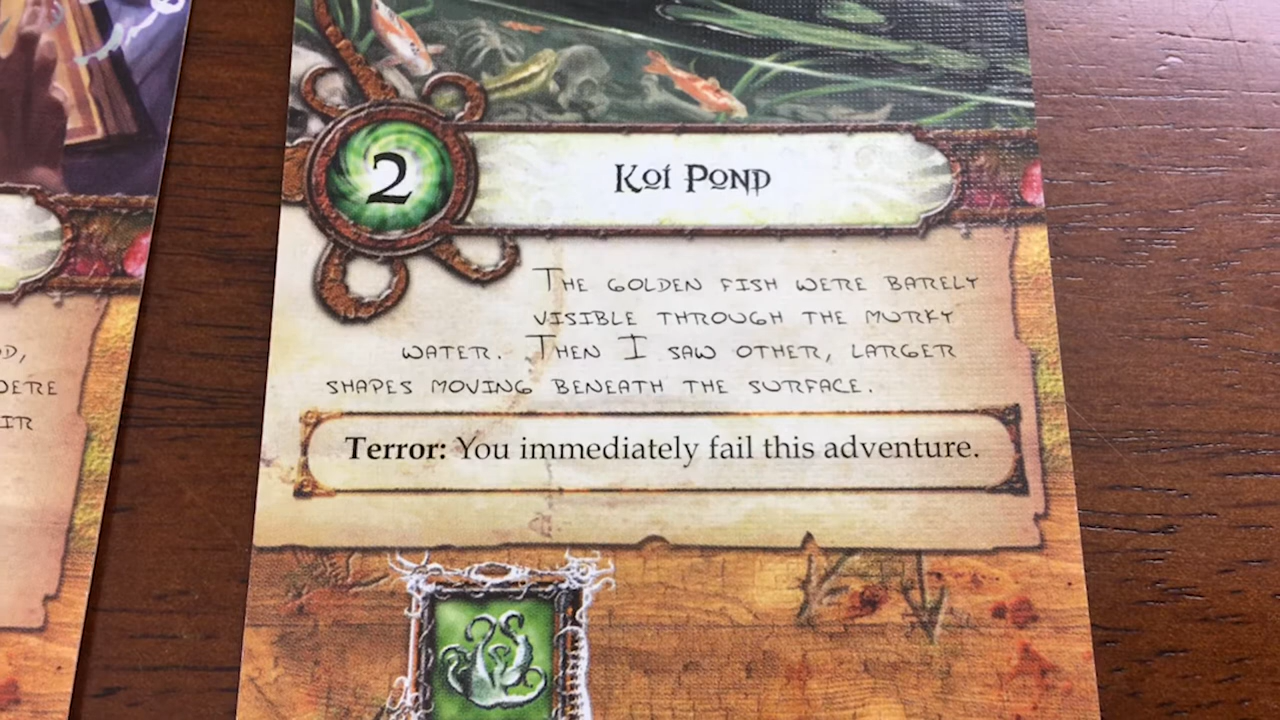 2
Koi Pond
The golden fish were barely
visible through the murky
water. Then I saw other, larger
shapes moving beneath the surface.
Terror: You immediately fail this adventure.